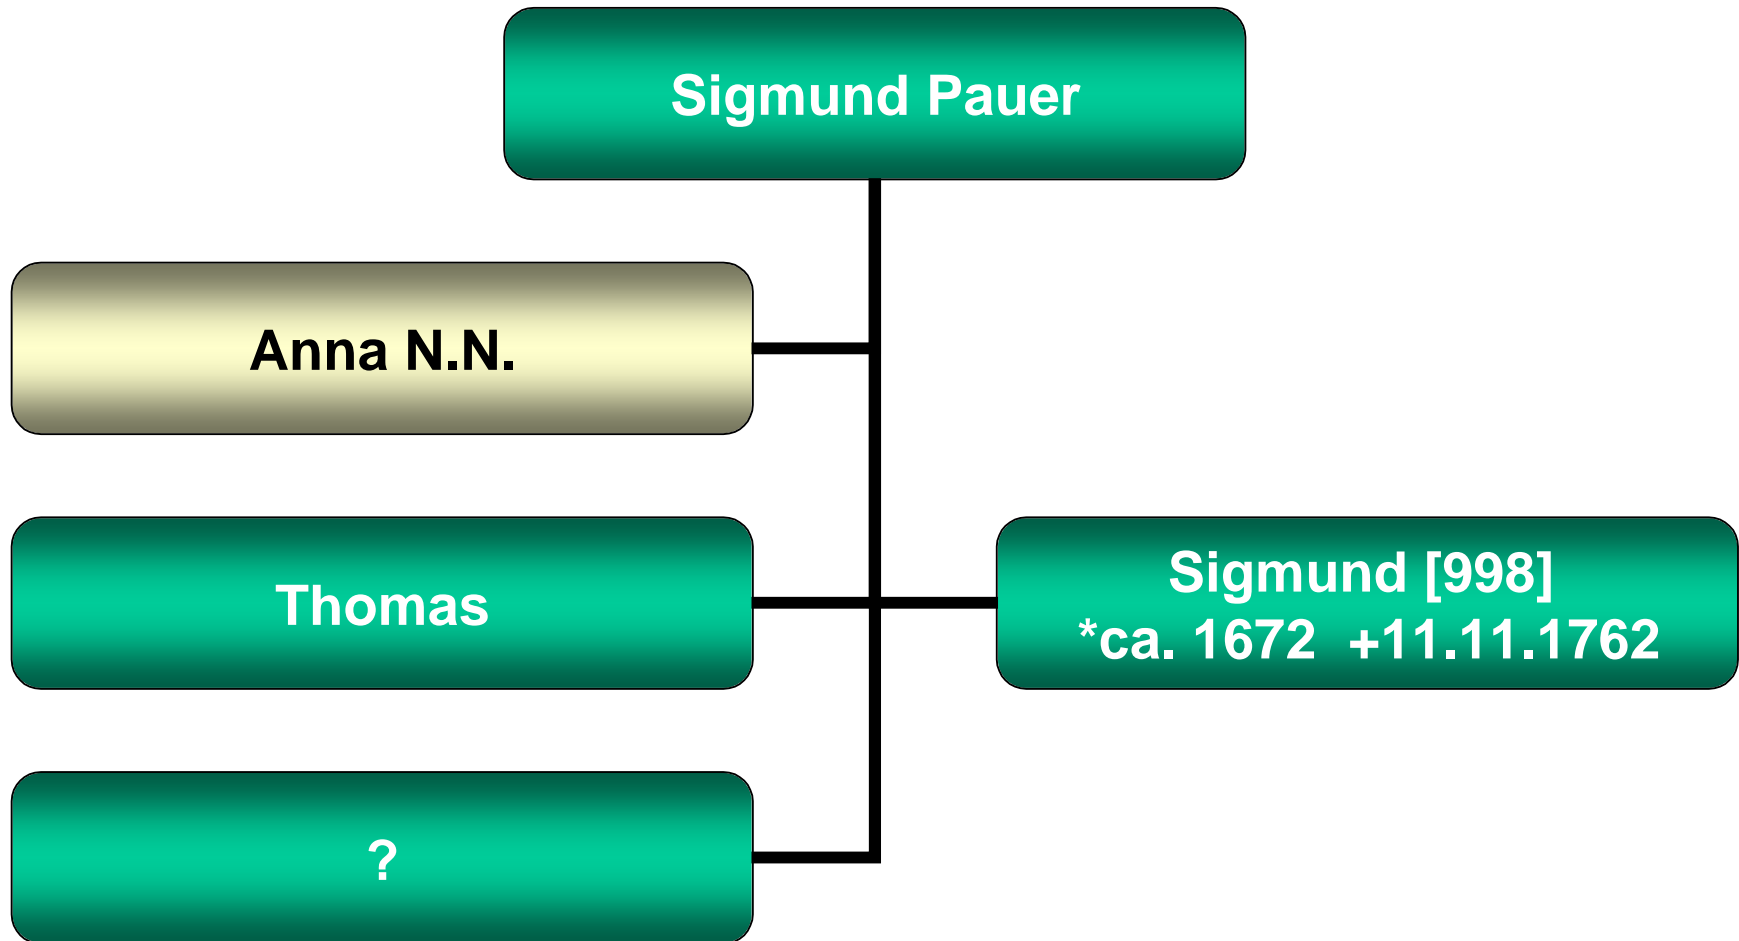 Sigmund Pauer
Anna N.N.
Thomas
Sigmund [998]
*ca. 1672  +11.11.1762
?